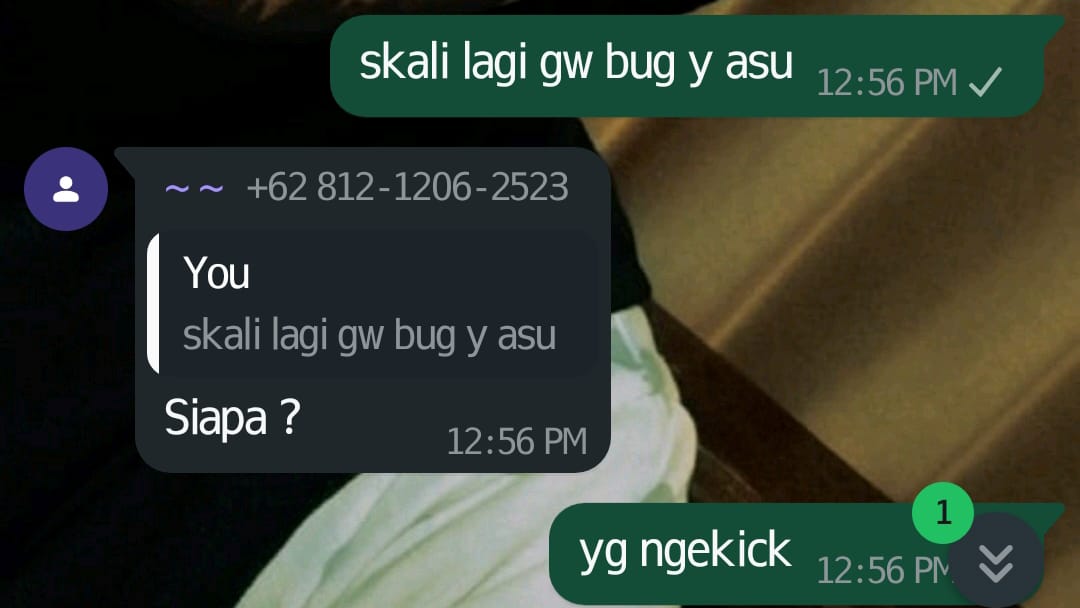 skali lagi gw bug y asu 12:56 PM
~ ~ +62 812-1206-2523
You
skali lagi gw bug y asu
Siapa ?
12:56 PM
1
yg ngekick 12:56 PM